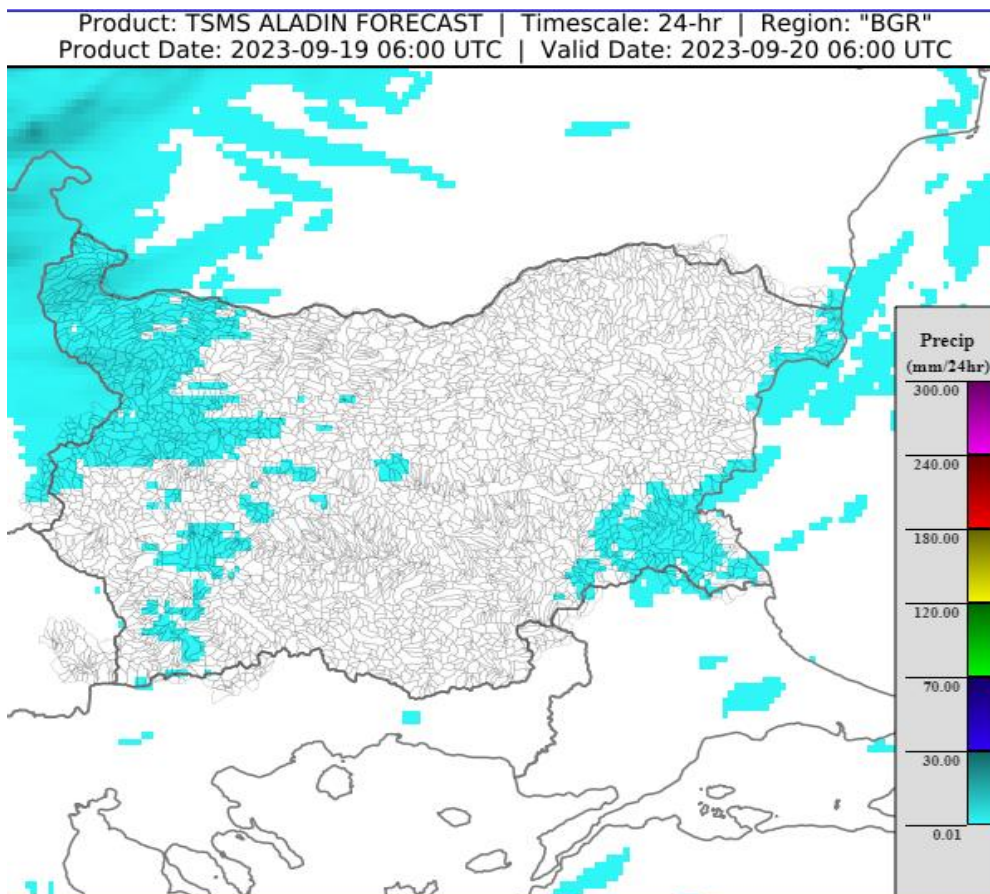 Product: TSMS ALADIN FORECAST | Timescale: 24-hr | Region: "BGR"
Product Date: 2023-09-19 06:00 UTC | Valid Date: 2023-09-20 06:00 UTC
Precip
(mm/24hr)
300.00
240.00
180.00
120.00
70.00
30.00
0.01